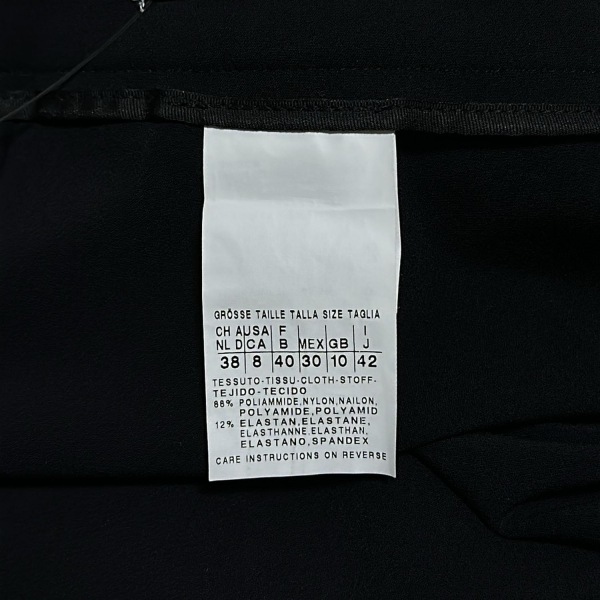 GRÖSSE TAILLE TALLA SIZE TAGLIA
CH A USA F I
NL D CA B MEX GB J
38 8 40 30 10 42
TESSUTO-TISSU-CLOTH-STOFF-
TEJIDO-TECIDO
88% POLIAMMIDE,NYLON,NAILON,
POLYAMIDE,POLYAMID
12% ELASTAN,ELASTANE,
ELASTHANNE,ELASTHAN,
ELASTANO,SPANDEX
CARE INSTRUCTIONS ON REVERSE